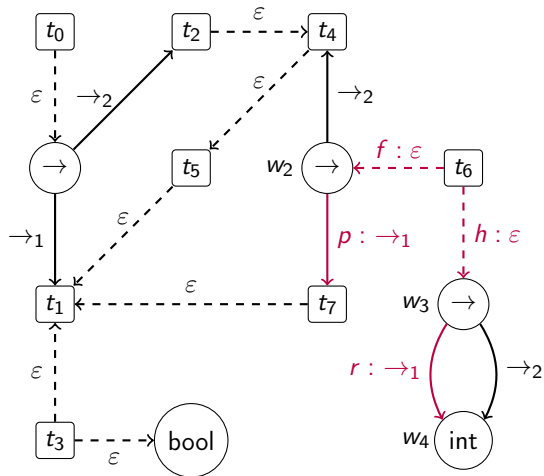 t₀ t₂ ε t₄
ε →₂ →₂
→ t₅ ε w₂ → f : ε t₆
→₁ ε p : →₁ h : ε
t₁ ε t₇ w₃ →
ε r : →₁ →₂
t₃ ε bool w₄ int